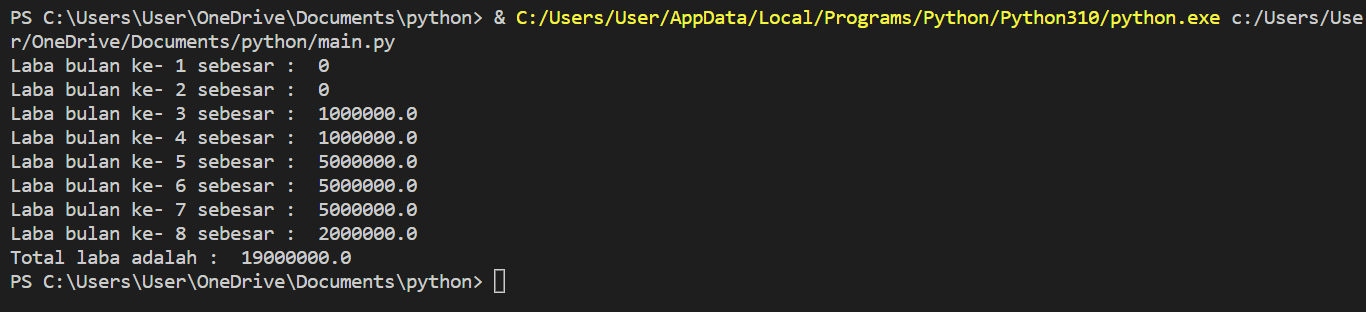 PS C:\Users\User\OneDrive\Documents\python> & C:/Users/User/AppData/Local/Programs/Python/Python310/python.exe c:/Users/Use
r/OneDrive/Documents/python/main.py
Laba bulan ke- 1 sebesar :  0
Laba bulan ke- 2 sebesar :  0
Laba bulan ke- 3 sebesar :  1000000.0
Laba bulan ke- 4 sebesar :  1000000.0
Laba bulan ke- 5 sebesar :  5000000.0
Laba bulan ke- 6 sebesar :  5000000.0
Laba bulan ke- 7 sebesar :  5000000.0
Laba bulan ke- 8 sebesar :  2000000.0
Total laba adalah :  19000000.0
PS C:\Users\User\OneDrive\Documents\python>